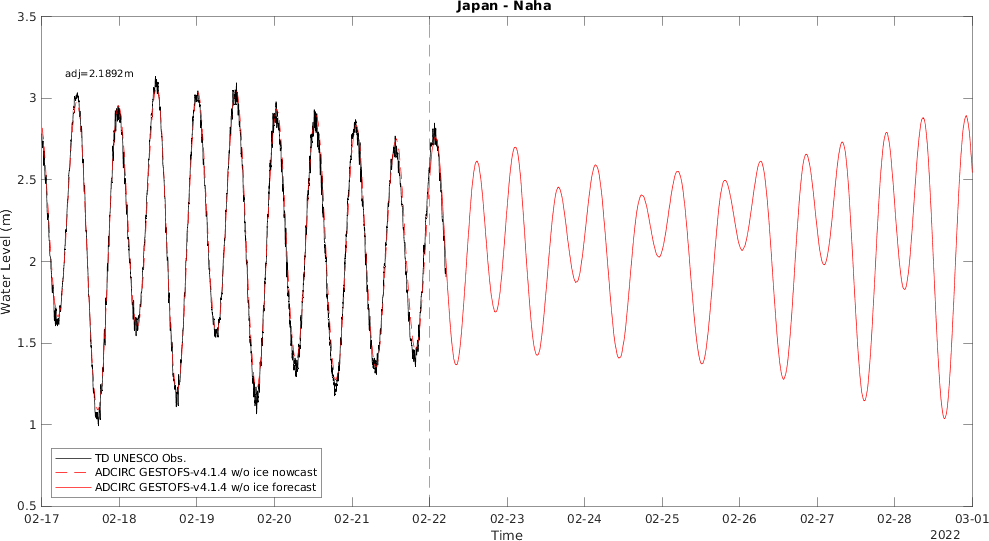 Japan - Naha
3.5
adj=2.1892m
3
2.5
2
1.5
1
0.5
Water Level (m)
TD UNESCO Obs.
ADCIRC GESTOFS-v4.1.4 w/o ice nowcast
ADCIRC GESTOFS-v4.1.4 w/o ice forecast
02-17 02-18 02-19 02-20 02-21 02-22 02-23 02-24 02-25 02-26 02-27 02-28 03-01
Time
2022